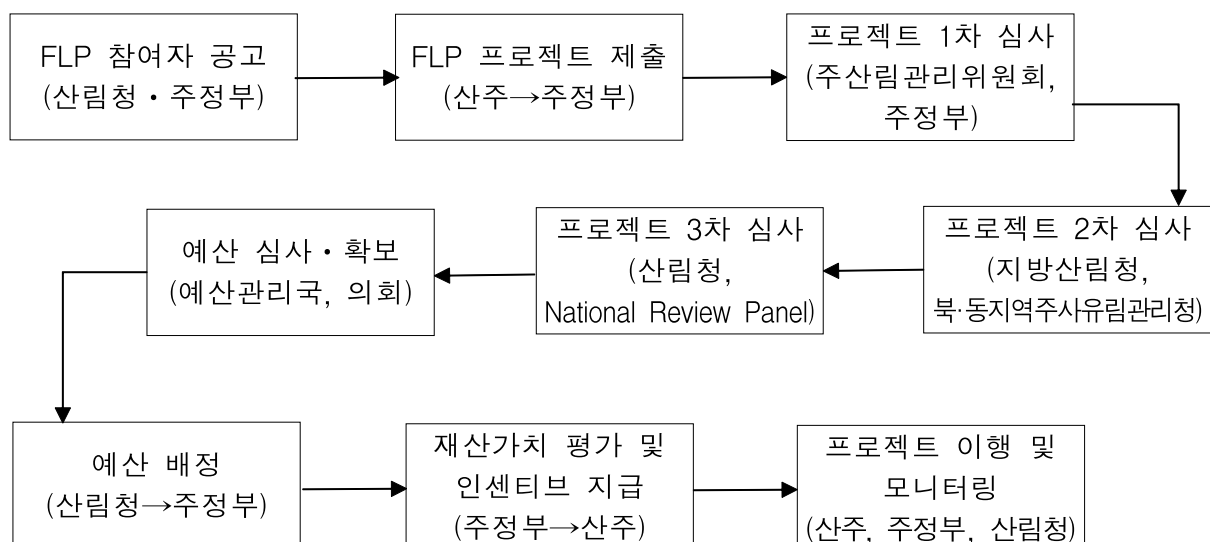 FLP 참여자 공고
(산림청・주정부)
FLP 프로젝트 제출
(산주→주정부)
프로젝트 1차 심사
(주산림관리위원회,
주정부)
프로젝트 2차 심사
(지방산림청,
북·동지역주사유림관리청)
프로젝트 3차 심사
(산림청,
National Review Panel)
예산 심사・확보
(예산관리국, 의회)
예산 배정
(산림청→주정부)
재산가치 평가 및
인센티브 지급
(주정부→산주)
프로젝트 이행 및
모니터링
(산주, 주정부, 산림청)